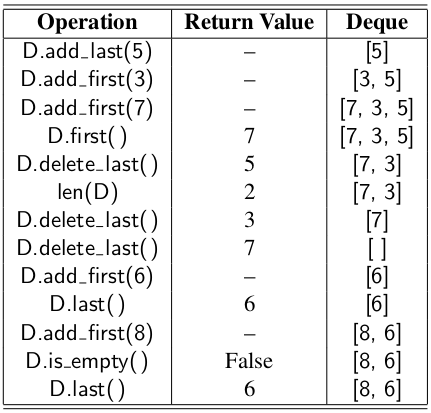 Operation Return Value Deque
D.add_last(5) – [5]
D.add_first(3) – [3, 5]
D.add_first(7) – [7, 3, 5]
D.first( ) 7 [7, 3, 5]
D.delete_last( ) 5 [7, 3]
len(D) 2 [7, 3]
D.delete_last( ) 3 [7]
D.delete_last( ) 7 [ ]
D.add_first(6) – [6]
D.last( ) 6 [6]
D.add_first(8) – [8, 6]
D.is_empty( ) False [8, 6]
D.last( ) 6 [8, 6]